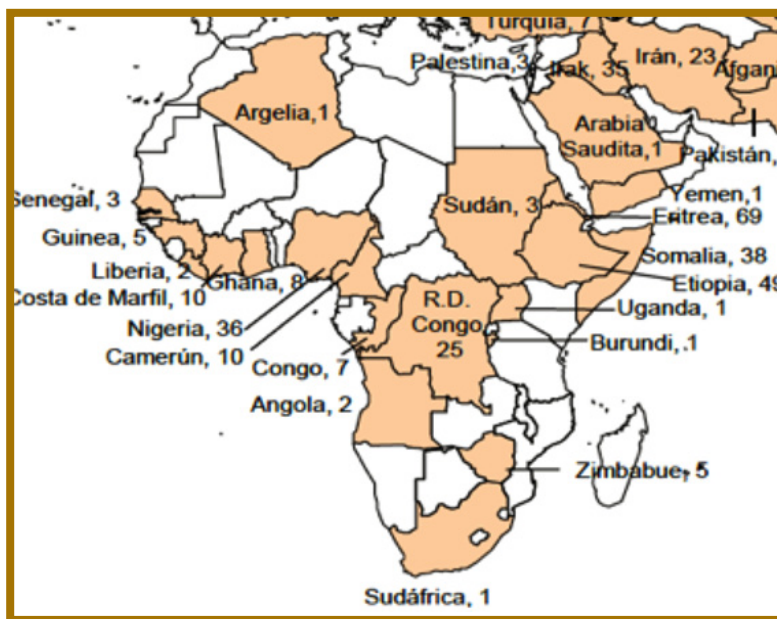 Turquía, 7
Palestina,3
Irak, 35
Irán, 23
Argelia,1
Arabia
Saudita,1
Pakistán,
Senegal, 3
Sudán, 3
Yemen,1
Eritrea, 69
Guinea, 5
Somalia, 38
Liberia, 2
Ghana, 8
Etiopia, 49
Costa de Marfil, 10
R.D.
Congo,
25
Uganda, 1
Nigeria, 36
Burundi, .1
Camerún, 10
Congo, 7
Angola, 2
Zimbabue, 5
Sudáfrica, 1